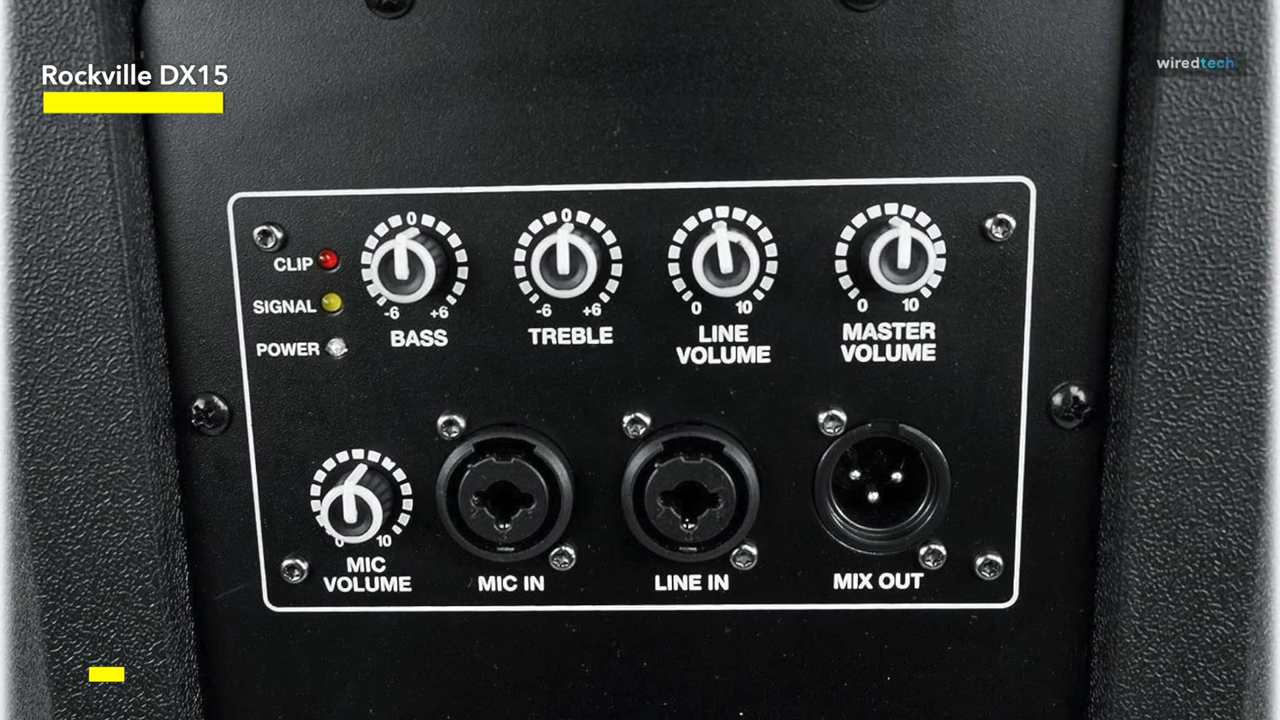 Rockville DX15
wiredtech
CLIP
SIGNAL
POWER
0
-6 +6
BASS
0
-6 +6
TREBLE
0 10
LINE
VOLUME
0 10
MASTER
VOLUME
0 10
MIC
VOLUME
MIC IN
LINE IN
MIX OUT